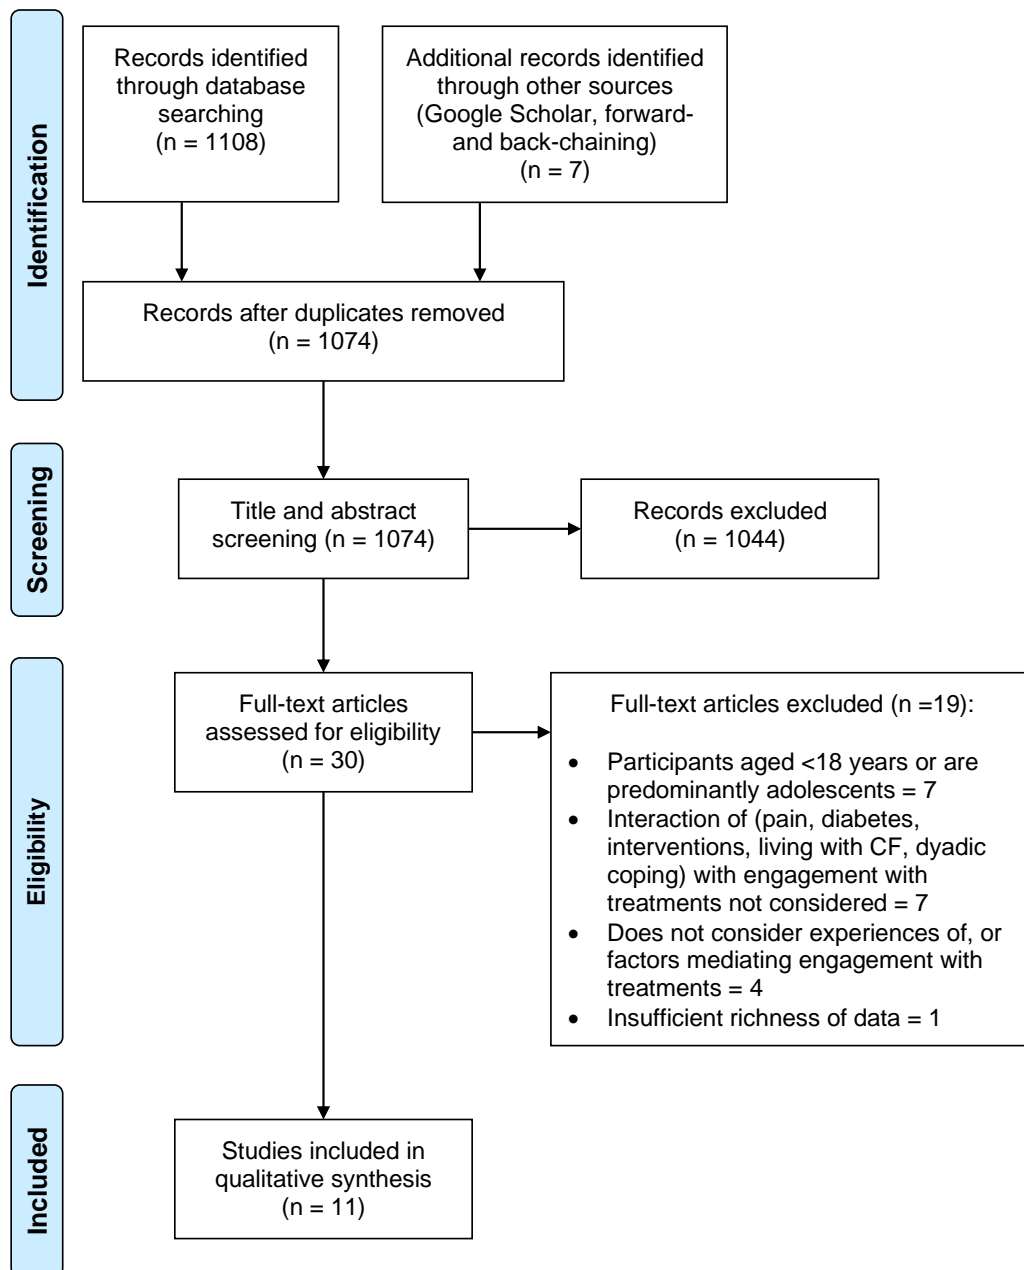 Identification
Records identified
through database
searching
(n = 1108)
Additional records identified
through other sources
(Google Scholar, forward-
and back-chaining)
(n = 7)
Records after duplicates removed
(n = 1074)
Screening
Title and abstract
screening (n = 1074)
Records excluded
(n = 1044)
Eligibility
Full-text articles
assessed for eligibility
(n = 30)
Full-text articles excluded (n =19):
• Participants aged <18 years or are
predominantly adolescents = 7
• Interaction of (pain, diabetes,
interventions, living with CF, dyadic
coping) with engagement with
treatments not considered = 7
• Does not consider experiences of, or
factors mediating engagement with
treatments = 4
• Insufficient richness of data = 1
Included
Studies included in
qualitative synthesis
(n = 11)